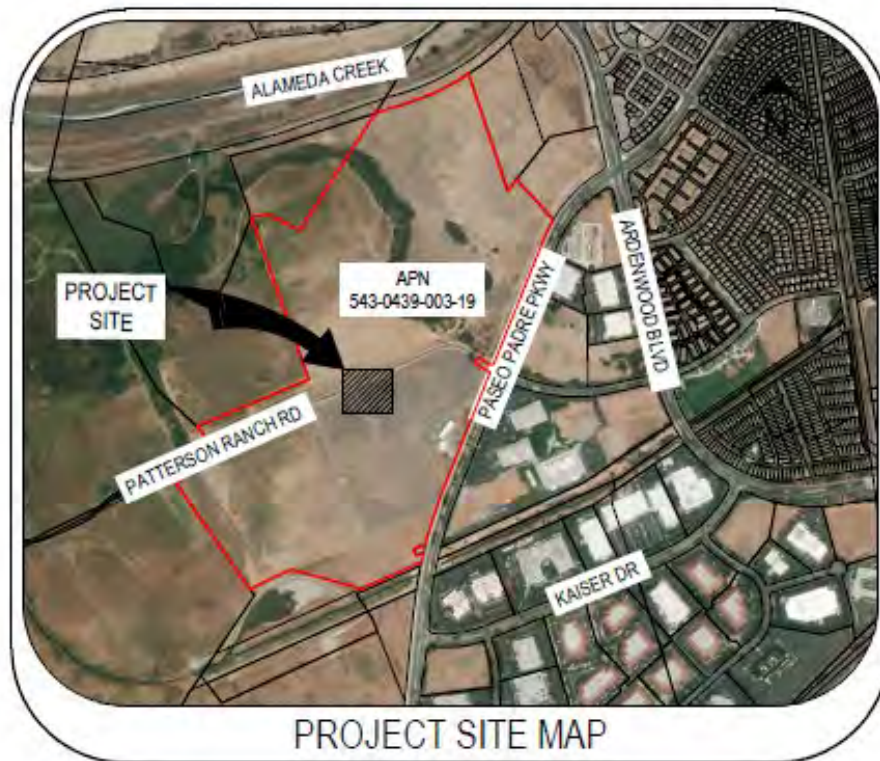 ALAMEDA CREEK
PROJECT
SITE
APN
543-0439-003-19
PASEO PADRE PKWY
ARDENWOOD BLVD
PATTERSON RANCH RD
KAISER DR
PROJECT SITE MAP